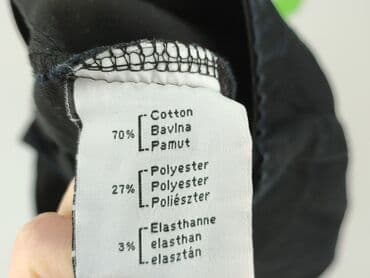 Cotton
70% Bavlna
Pamut
Polyester
27% Polyester
Poliészter
Elasthanne
3% elasthan
elasztán